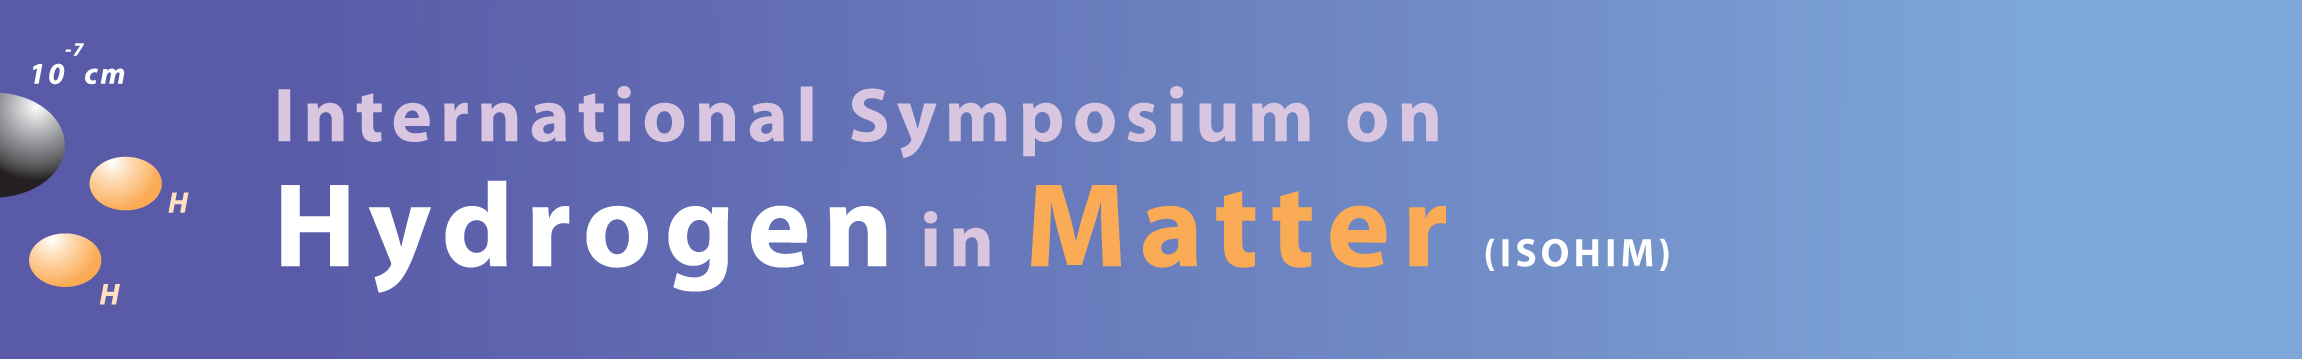 10⁻⁷ cm
International Symposium on
Hydrogen in Matter (ISOHIM)
H
H